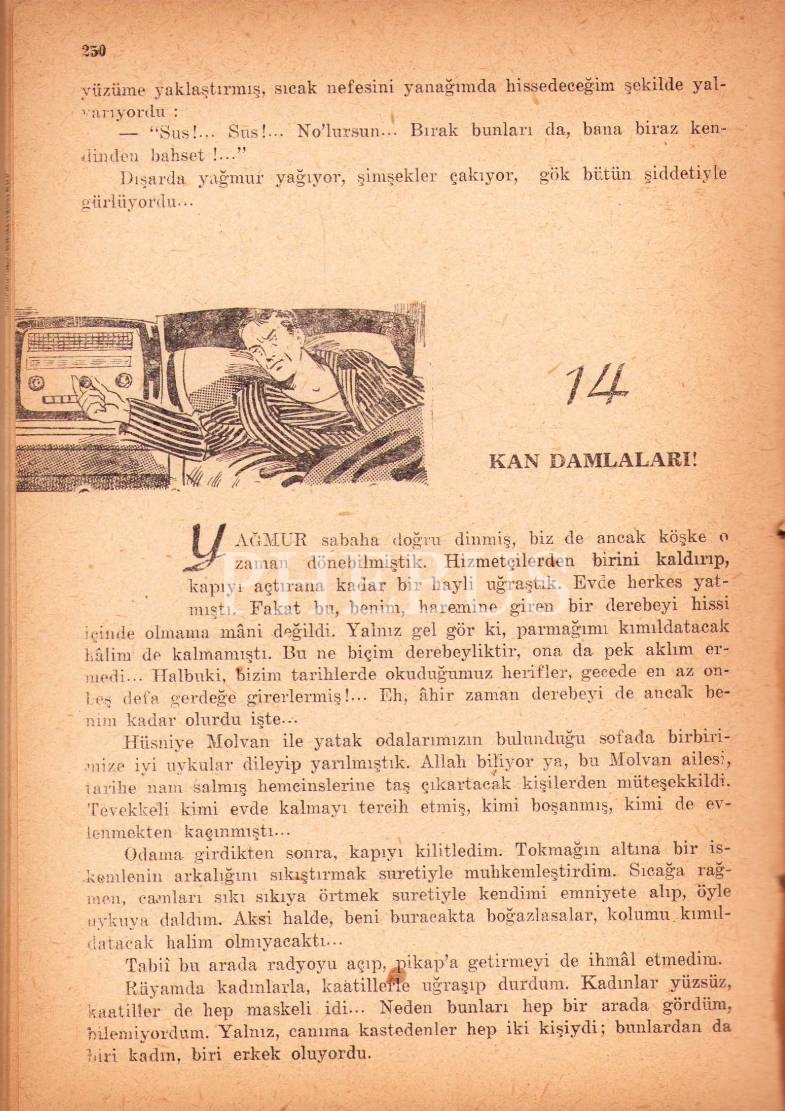 250
yüzüme yaklaştırmış, sıcak nefesini yanağımda hissedeceğim şekilde yal-
varıyordu :
— “Sus!... Sus!... No’lursun... Bırak bunları da, bana biraz ken-
dinden bahset !...”
Dışarda yağmur yağıyor, şimşekler çakıyor, gök bütün şiddetiyle
gürlüyordu...
14
KAN DAMLALARI!
YAĞMUR sabaha doğru dinmiş, biz de ancak köşke o
zaman dönebilmiştik. Hizmetçilerden birini kaldırıp,
kapıyı açtırana kadar bir hayli uğraştık. Evde herkes yat-
mıştı. Fakat bu, benim, haremine giren bir derebeyi hissi
içinde olmama mâni değildi. Yalnız gel gör ki, parmağımı kımıldatacak
hâlim de kalmamıştı. Bu ne biçim derebeyliktir, ona da pek aklım er-
medi... Halbuki, bizim tarihlerde okuduğumuz herifler, gecede en az on-
beş defa gerdeğe girerlermiş!... Eh, âhir zaman derebeyi de ancak be-
nim kadar olurdu işte...
Hüsniye Molvan ile yatak odalarımızın bulunduğu sofada birbiri-
mize iyi uykular dileyip yarılmıştık. Allah biliyor ya, bu Molvan ailesi,
tarihe nam salmış hemcinslerine taş çıkartacak kişilerden müteşekkildi.
Tevekkeli kimi evde kalmayı tercih etmiş, kimi boşanmış, kimi de ev-
lenmekten kaçınmıştı...
Odama girdikten sonra, kapıyı kilitledim. Tokmağın altına bir is-
kemlenin arkalığını sıkıştırmak suretiyle muhkemleştirdim. Sıcağa rağ-
men, camları sıkı sıkıya örtmek suretiyle kendimi emniyete alıp, öyle
uykuya daldım. Aksi halde, beni buracakta boğazlasalar, kolumu kımıl-
datacak halim olmıyacaktı...
Tabiî bu arada radyoyu açıp, pikap’a getirmeyi de ihmâl etmedim.
Rüyamda kadınlarla, kaatillerle uğraşıp durdum. Kadınlar yüzsüz,
kaatiller de hep maskeli idi... Neden bunları hep bir arada gördüm,
bilemiyordum. Yalnız, canıma kastedenler hep iki kişiydi; bunlardan da
biri kadın, biri erkek oluyordu.